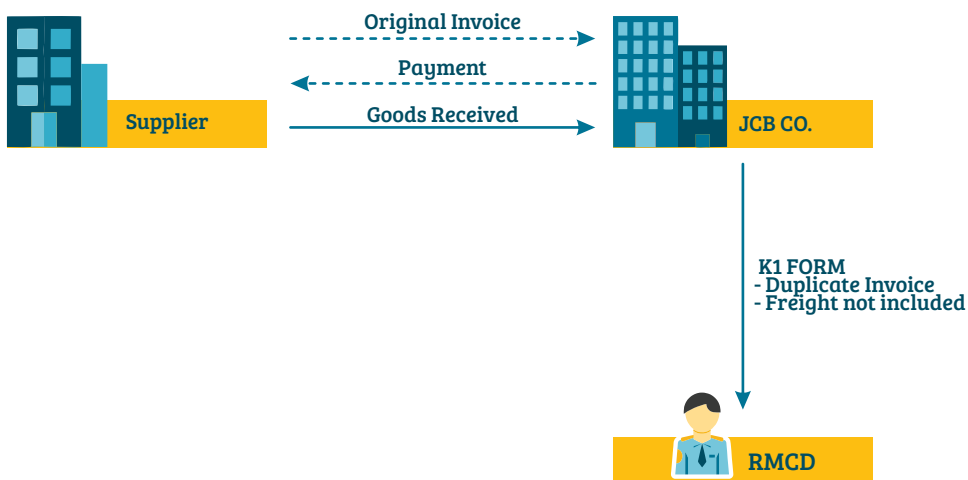 Original Invoice
Payment
Goods Received
Supplier
JCB CO.
K1 FORM
- Duplicate Invoice
- Freight not included
RMCD